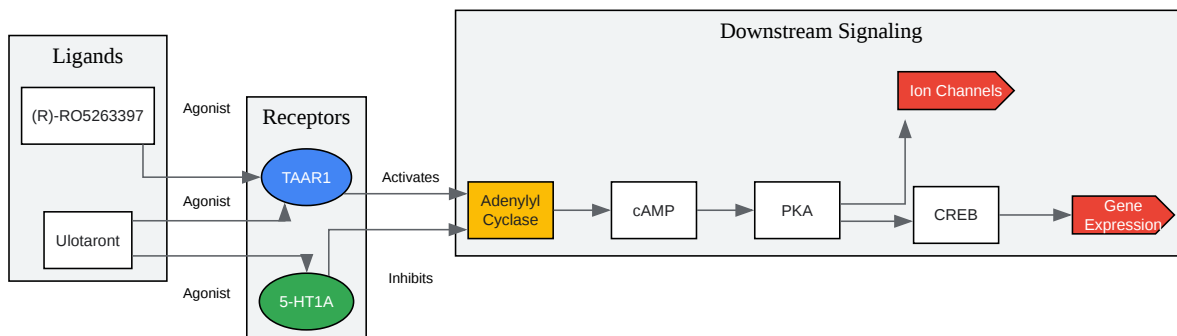 Downstream Signaling
Ligands
Ion Channels
(R)-RO5263397
Agonist
Receptors
TAAR1
Activates
Agonist
Adenylyl
Cyclase
cAMP
PKA
CREB
Gene
Expression
Ulotaront
Agonist
5-HT1A
Inhibits